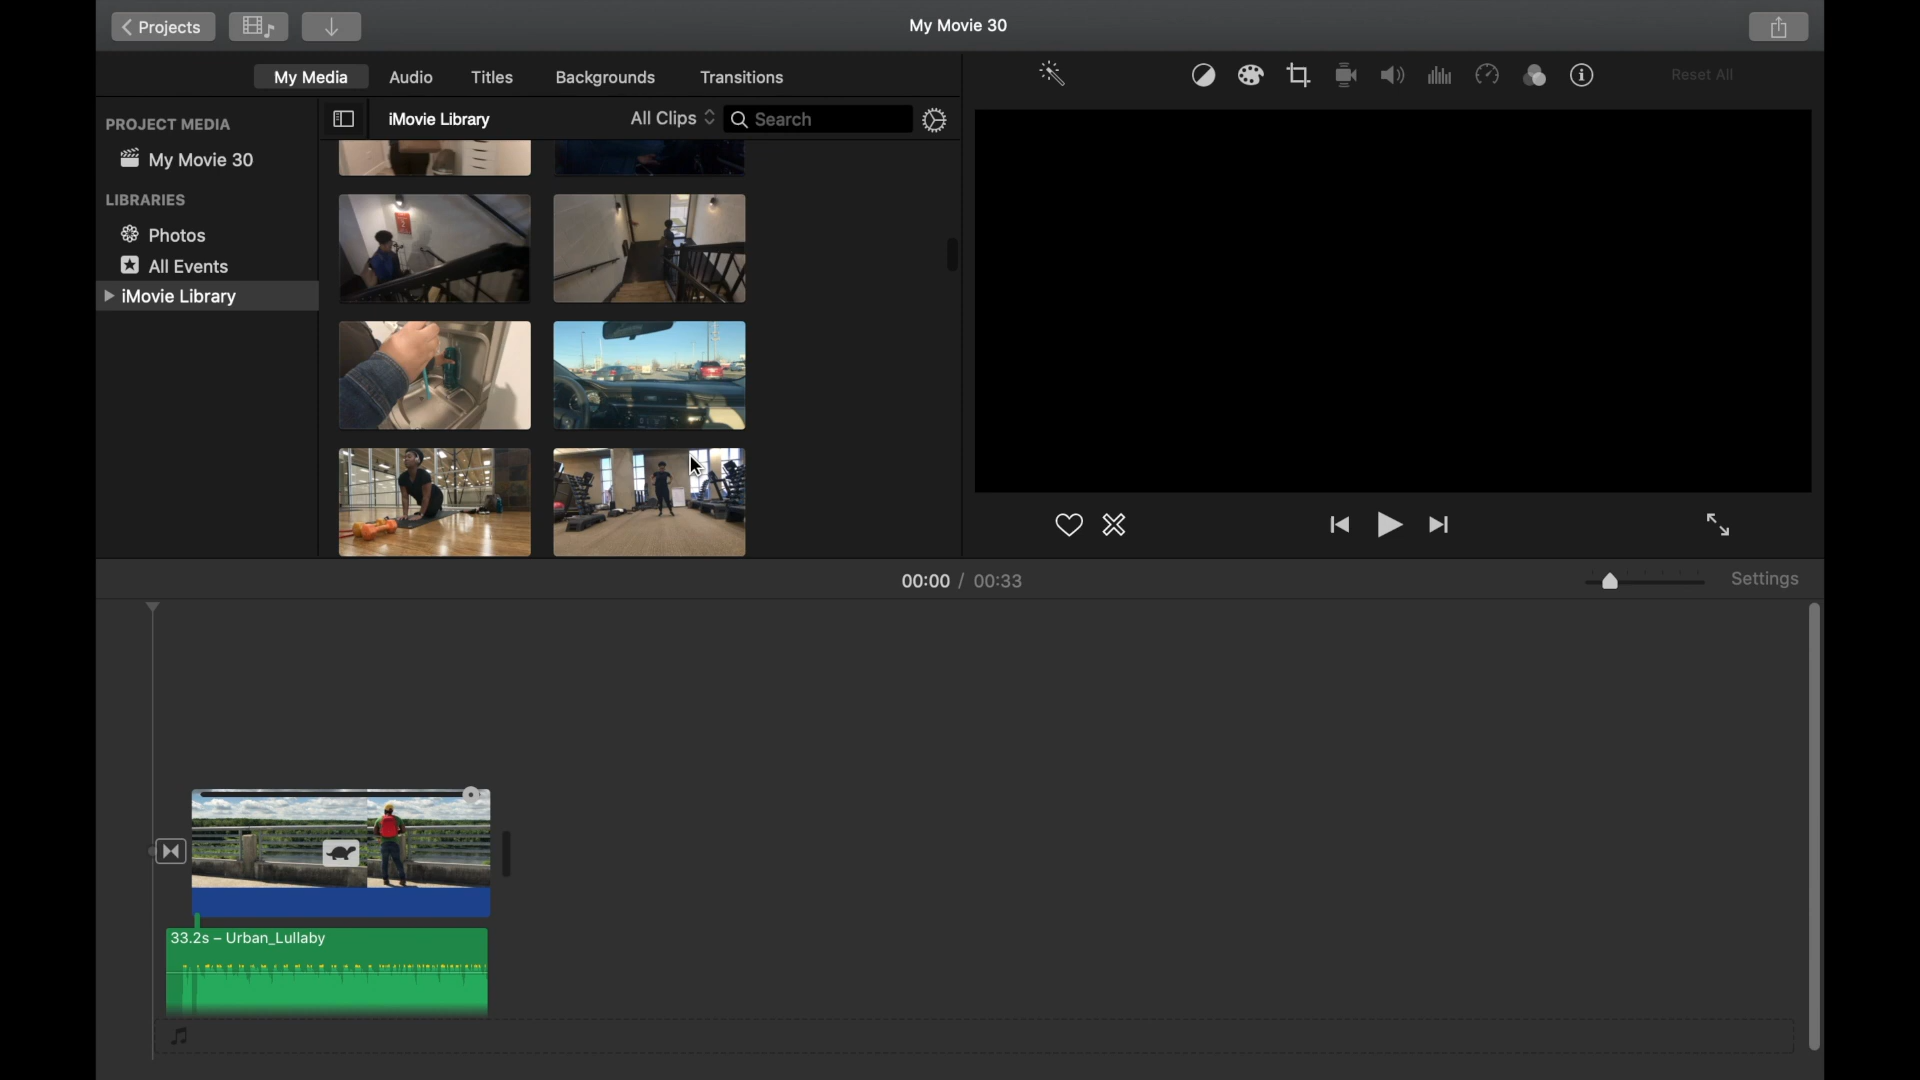 Projects
My Movie 30
My Media Audio Titles Backgrounds Transitions
Reset All
PROJECT MEDIA
My Movie 30
LIBRARIES
Photos
All Events
iMovie Library
iMovie Library
All Clips
Search
00:00 / 00:33
Settings
33.2s – Urban_Lullaby